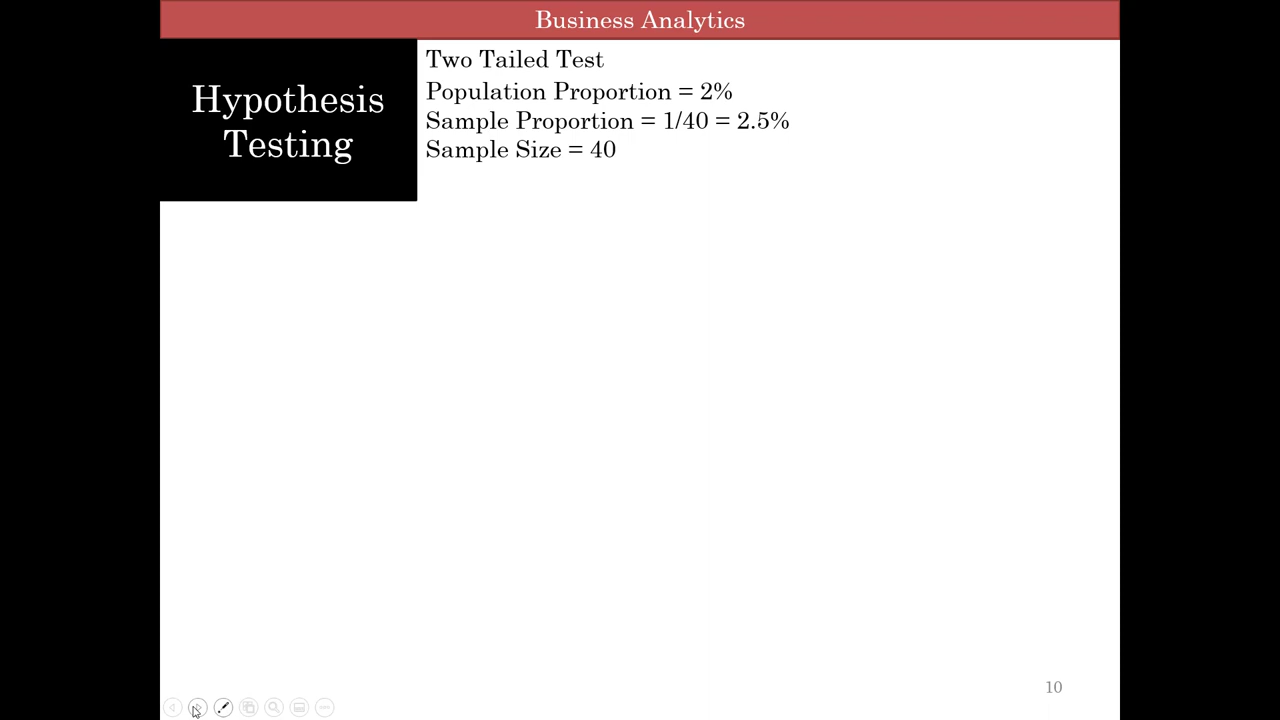 Business Analytics
Hypothesis
Testing
Two Tailed Test
Population Proportion = 2%
Sample Proportion = 1/40 = 2.5%
Sample Size = 40
10